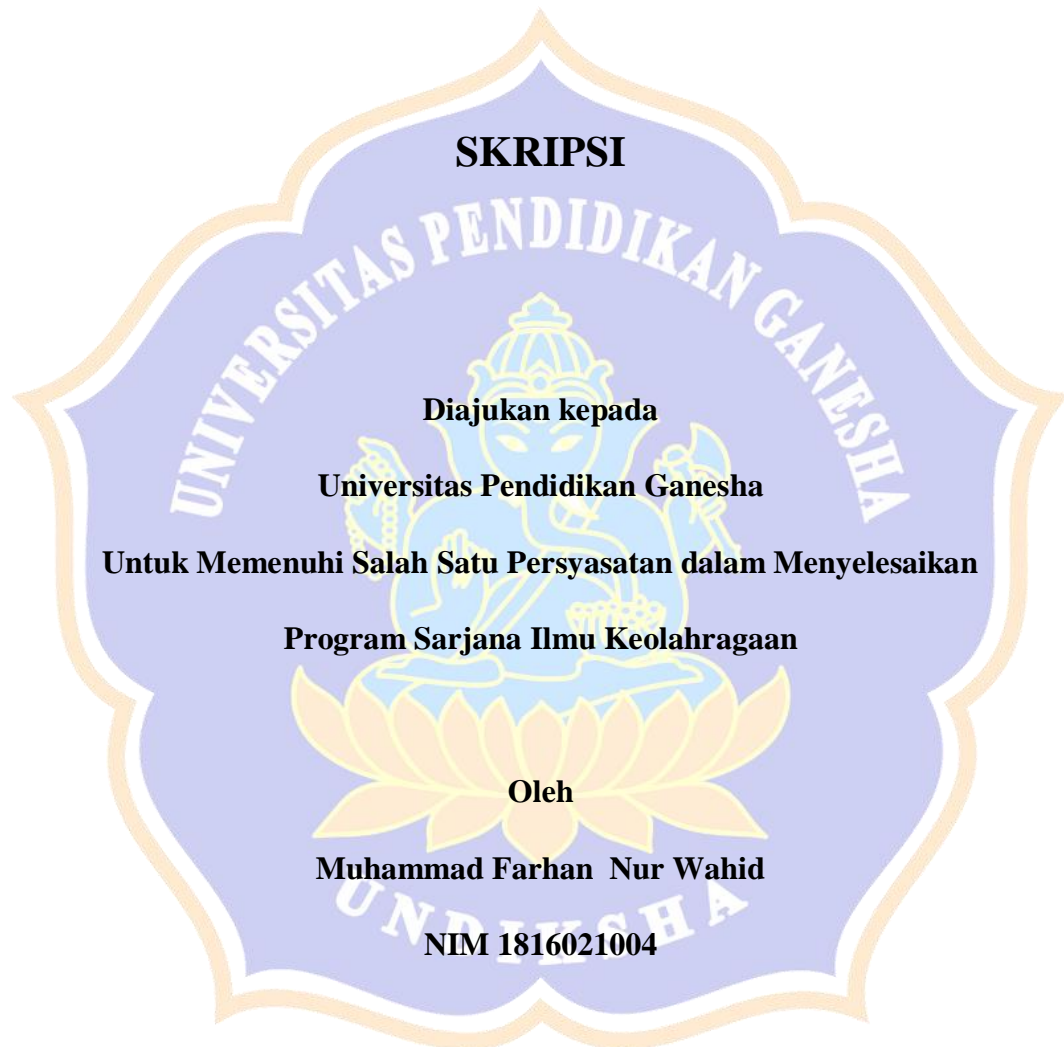 SKRIPSI
UNIVERSITAS PENDIDIKAN GANESHA
Diajukan kepada
Universitas Pendidikan Ganesha
Untuk Memenuhi Salah Satu Persyasatan dalam Menyelesaikan
Program Sarjana Ilmu Keolahragaan
Oleh
Muhammad Farhan Nur Wahid
UNDIKSHA
NIM 1816021004